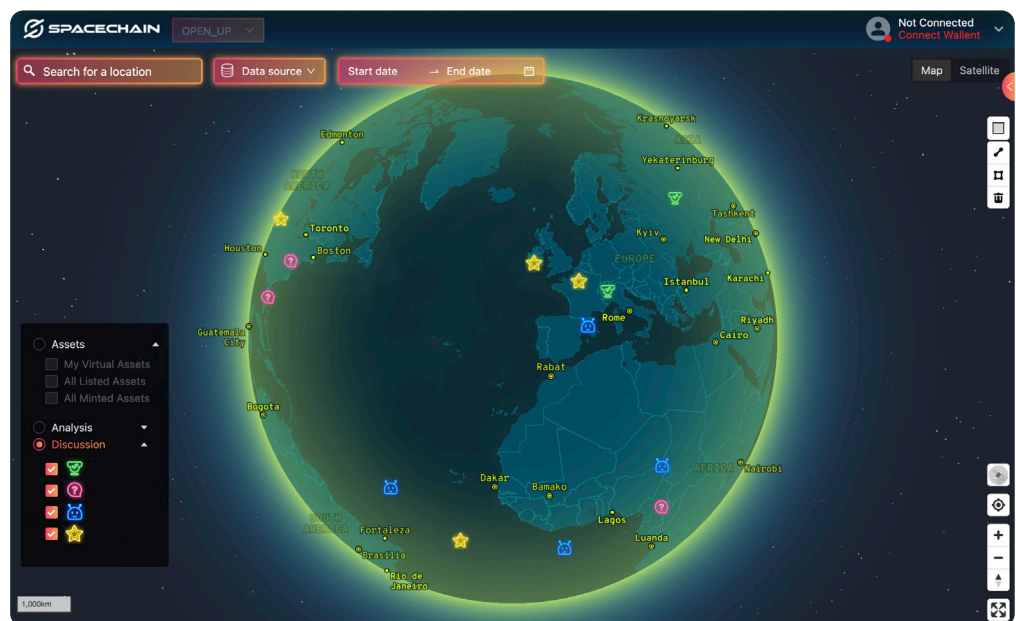 SPACECHAIN
OPEN_UP
Not Connected
Connect Wallent
Search for a location
Data source
Start date
End date
Map
Satellite
Edmonton
Krasnoyarsk
ASIA
Yekaterinburg
NORTH
AMERICA
Tashkent
Toronto
Kyiv
New Delhi
Houston
Boston
EUROPE
Istanbul
Karachi
Rome
Riyadh
Guatemala
City
Cairo
Assets
My Virtual Assets
All Listed Assets
All Minted Assets
Rabat
Bogota
Analysis
Discussion
AFRICA
Nairobi
Dakar
Bamako
SOUTH
AMERICA
Lagos
Fortaleza
Luanda
Brasilia
Rio de
Janeiro
1,000km